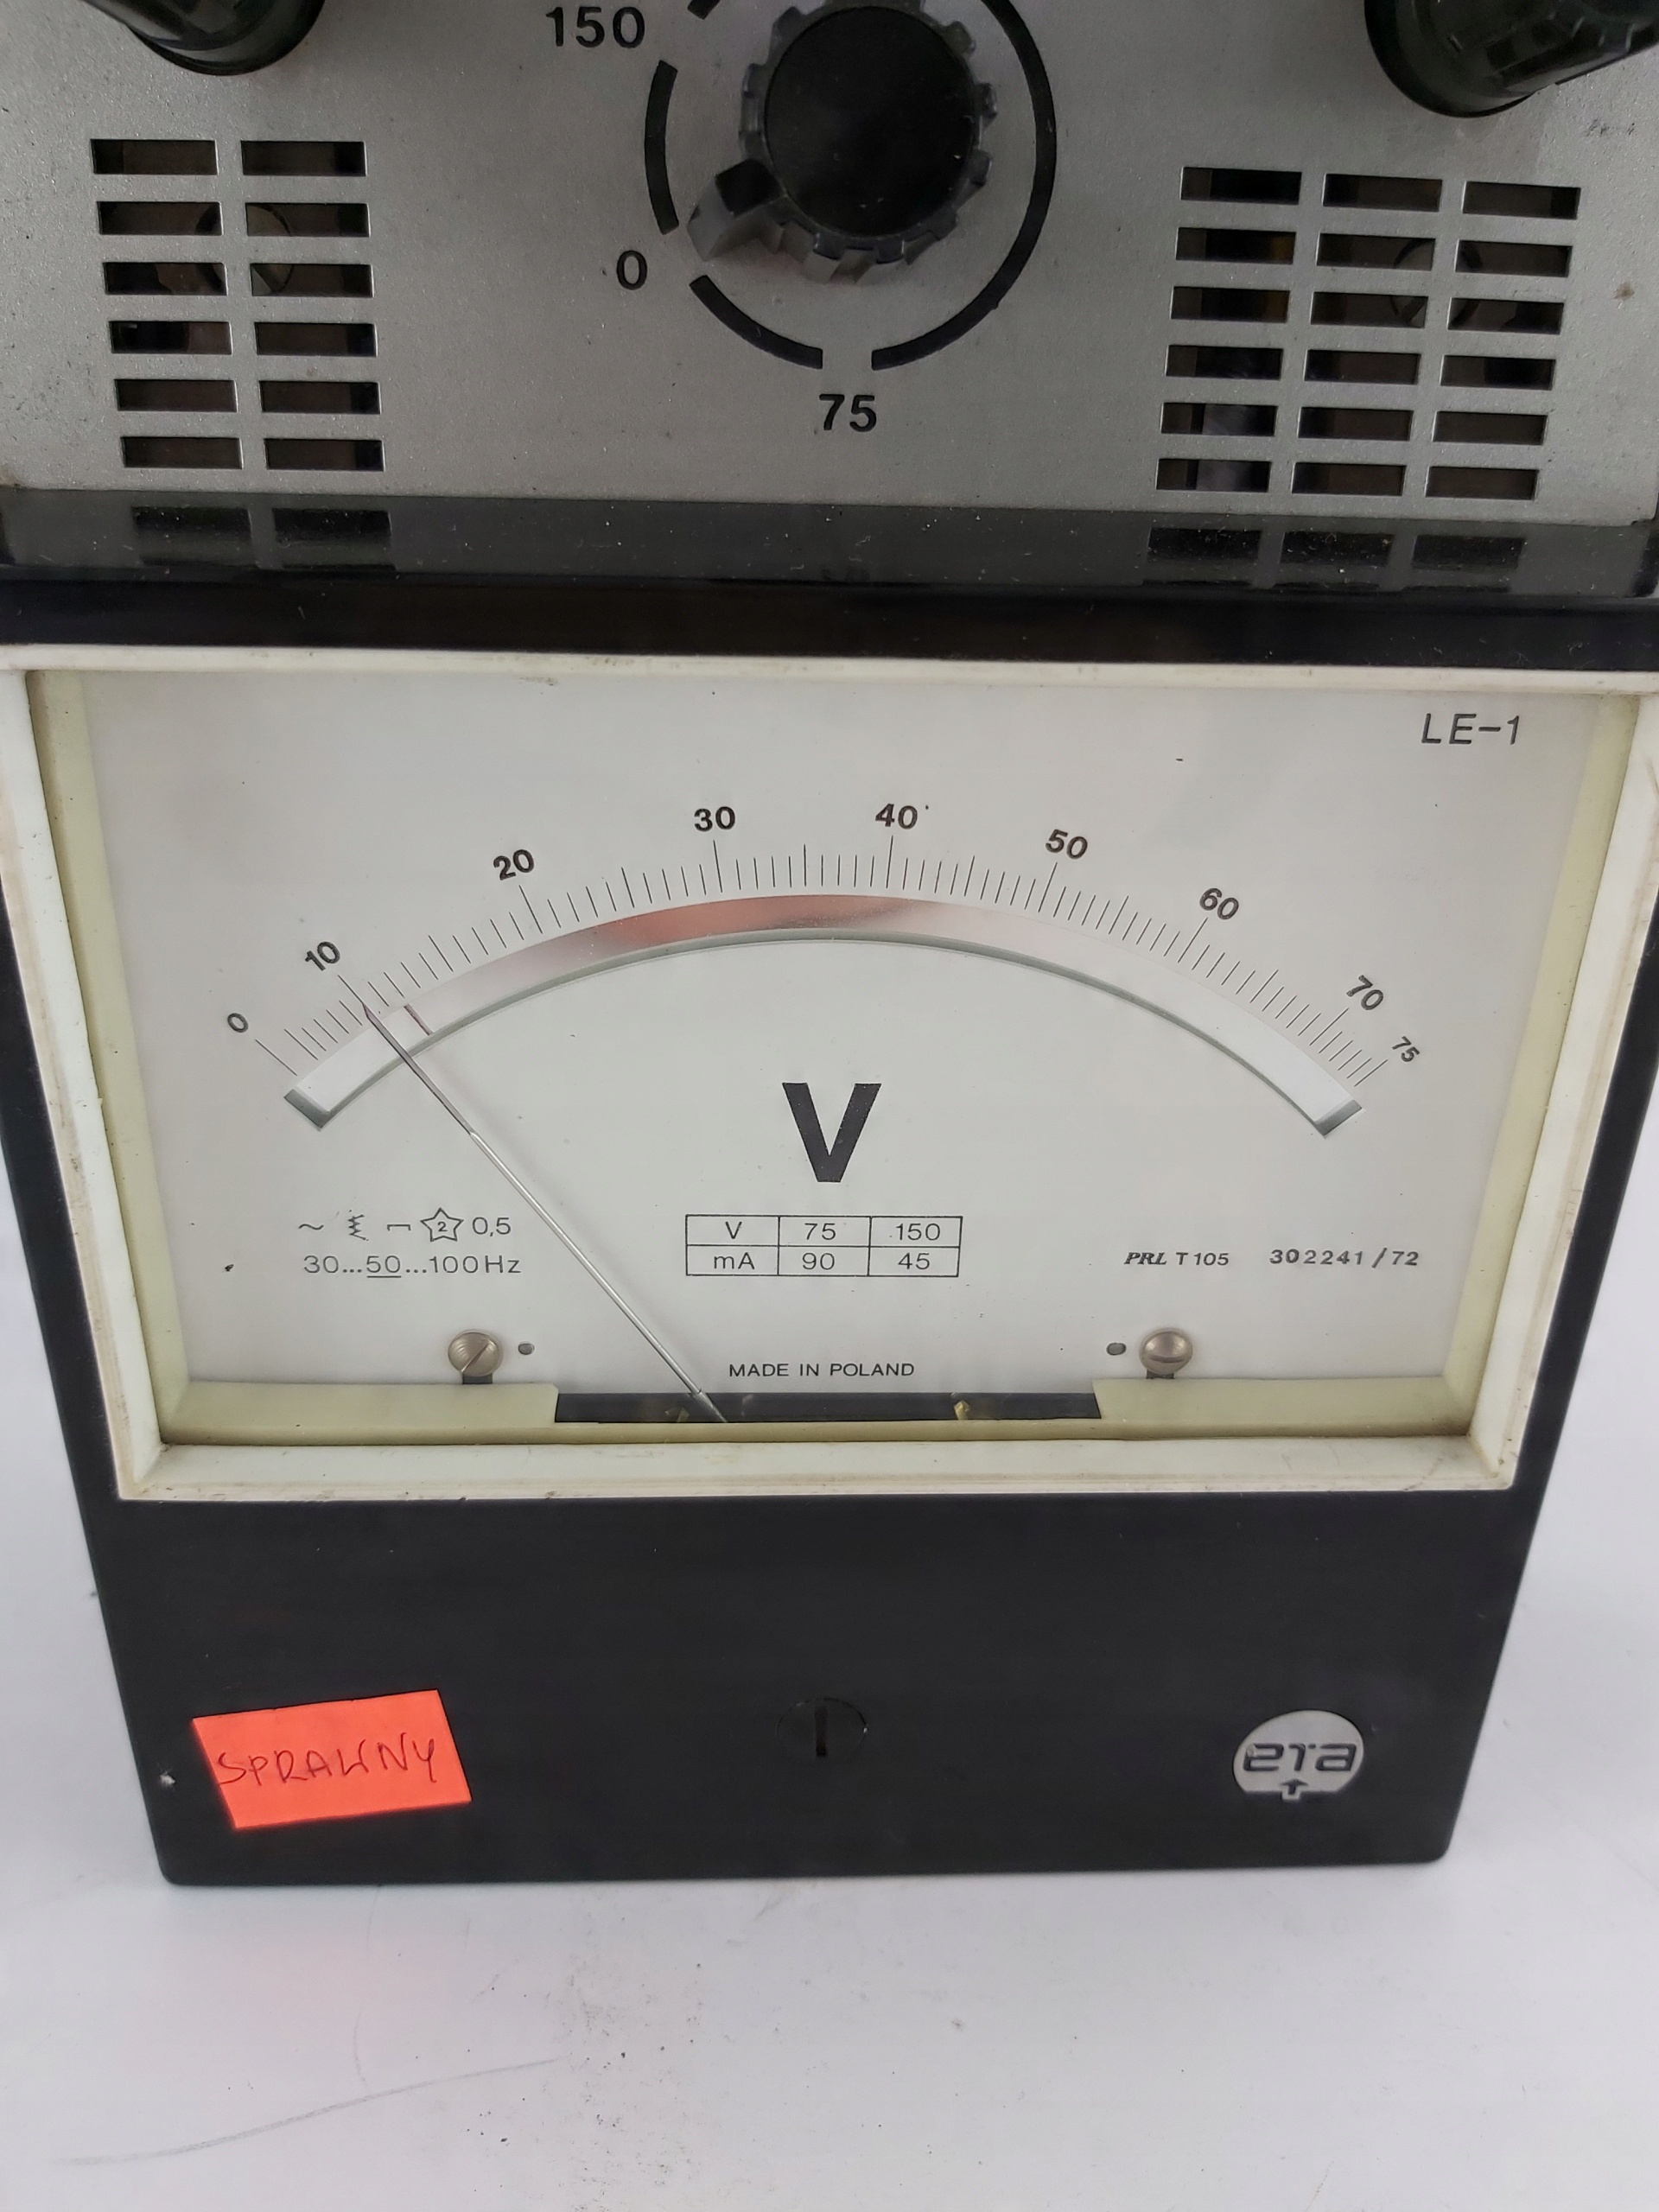 150
0
75
LE-1
0 10 20 30 40 50 60 70 75
V
~ 2 0,5
30...50...100Hz
V 75 150
mA 90 45
PRL T105 302241/72
MADE IN POLAND
SPRAWNY
eta